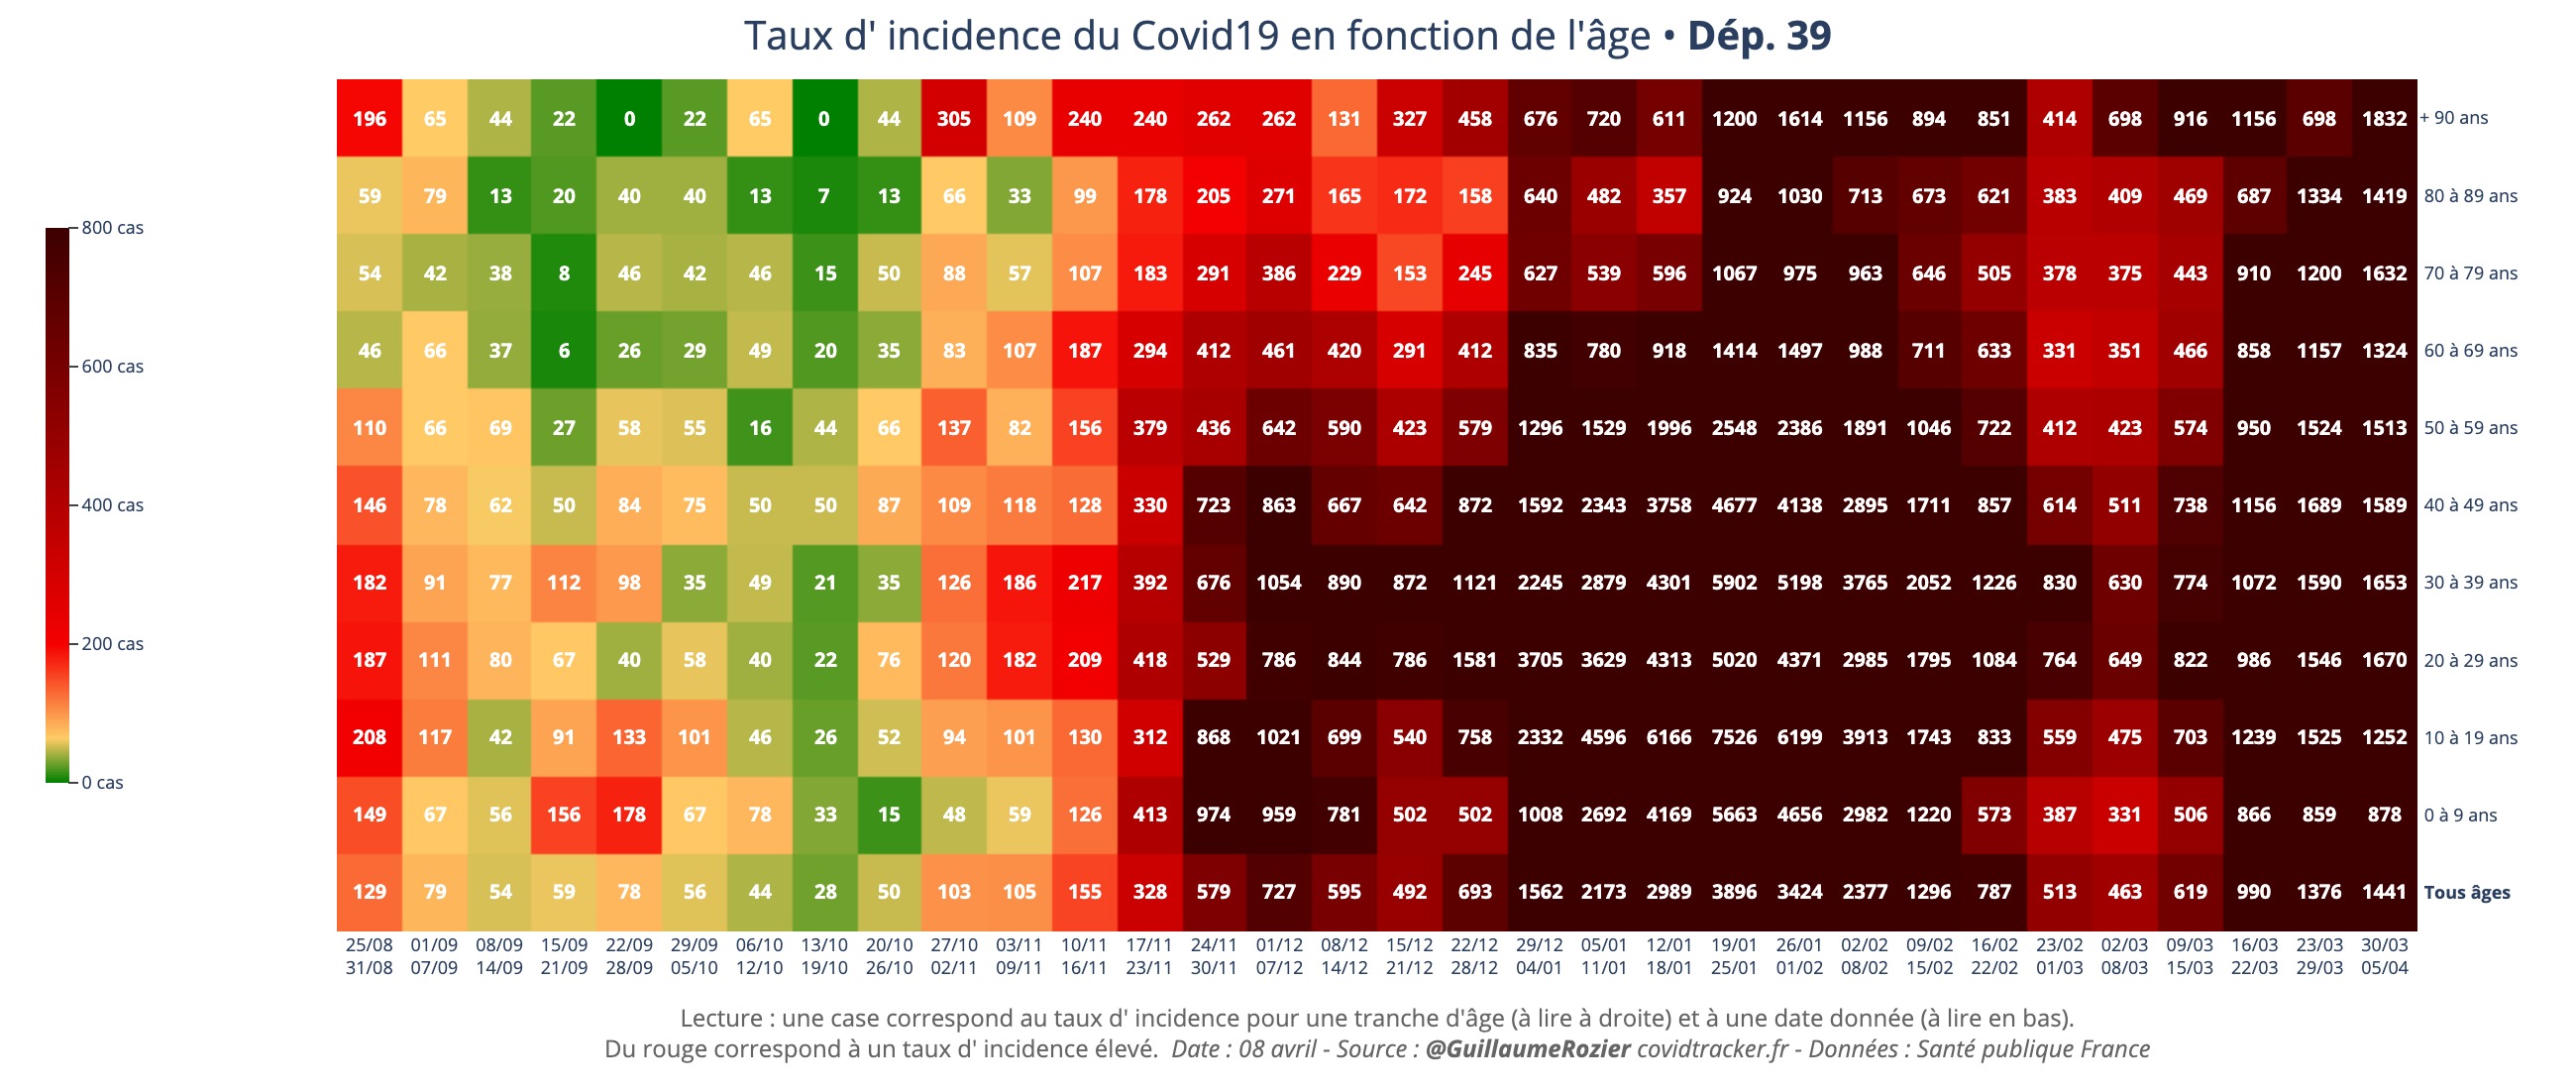 Taux d' incidence du Covid19 en fonction de l'âge • Dép. 39
196 65 44 22 0 22 65 0 44 305 109 240 240 262 262 131 327 458 676 720 611 1200 1614 1156 894 851 414 698 916 1156 698 1832 + 90 ans
59 79 13 20 40 40 13 7 13 66 33 99 178 205 271 165 172 158 640 482 357 924 1030 713 673 621 383 409 469 687 1334 1419 80 à 89 ans
800 cas
54 42 38 8 46 42 46 15 50 88 57 107 183 291 386 229 153 245 627 539 596 1067 975 963 646 505 378 375 443 910 1200 1632 70 à 79 ans
46 66 37 6 26 29 49 20 35 83 107 187 294 412 461 420 291 412 835 780 918 1414 1497 988 711 633 331 351 466 858 1157 1324 60 à 69 ans
600 cas
110 66 69 27 58 55 16 44 66 137 82 156 379 436 642 590 423 579 1296 1529 1996 2548 2386 1891 1046 722 412 423 574 950 1524 1513 50 à 59 ans
400 cas
146 78 62 50 84 75 50 50 87 109 118 128 330 723 863 667 642 872 1592 2343 3758 4677 4138 2895 1711 857 614 511 738 1156 1689 1589 40 à 49 ans
182 91 77 112 98 35 49 21 35 126 186 217 392 676 1054 890 872 1121 2245 2879 4301 5902 5198 3765 2052 1226 830 630 774 1072 1590 1653 30 à 39 ans
200 cas
187 111 80 67 40 58 40 22 76 120 182 209 418 529 786 844 786 1581 3705 3629 4313 5020 4371 2985 1795 1084 764 649 822 986 1546 1670 20 à 29 ans
208 117 42 91 133 101 46 26 52 94 101 130 312 868 1021 699 540 758 2332 4596 6166 7526 6199 3913 1743 833 559 475 703 1239 1525 1252 10 à 19 ans
0 cas
149 67 56 156 178 67 78 33 15 48 59 126 413 974 959 781 502 502 1008 2692 4169 5663 4656 2982 1220 573 387 331 506 866 859 878 0 à 9 ans
129 79 54 59 78 56 44 28 50 103 105 155 328 579 727 595 492 693 1562 2173 2989 3896 3424 2377 1296 787 513 463 619 990 1376 1441 Tous âges
25/08 01/09 08/09 15/09 22/09 29/09 06/10 13/10 20/10 27/10 03/11 10/11 17/11 24/11 01/12 08/12 15/12 22/12 29/12 05/01 12/01 19/01 26/01 02/02 09/02 16/02 23/02 02/03 09/03 16/03 23/03 30/03
31/08 07/09 14/09 21/09 28/09 05/10 12/10 19/10 26/10 02/11 09/11 16/11 23/11 30/11 07/12 14/12 21/12 28/12 04/01 11/01 18/01 25/01 01/02 08/02 15/02 22/02 01/03 08/03 15/03 22/03 29/03 05/04
Lecture : une case correspond au taux d' incidence pour une tranche d'âge (à lire à droite) et à une date donnée (à lire en bas).
Du rouge correspond à un taux d' incidence élevé. Date : 08 avril - Source : @GuillaumeRozier covidtracker.fr - Données : Santé publique France